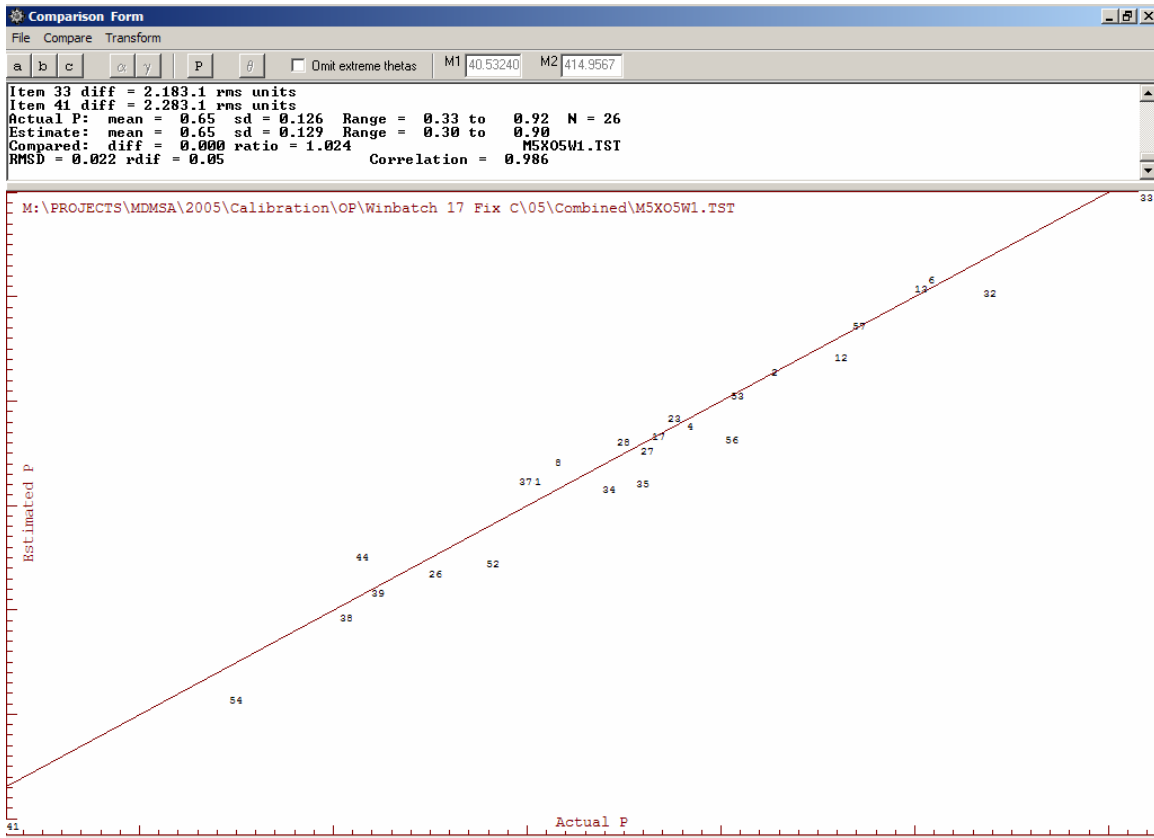 Comparison Form
File Compare Transform
a b c α γ P θ Omit extreme thetas M1 40.53240 M2 414.9567
Item 33 diff = 2.183.1 rms units
Item 41 diff = 2.283.1 rms units
Actual P: mean = 0.65 sd = 0.126 Range = 0.33 to 0.92 N = 26
Estimate: mean = 0.65 sd = 0.129 Range = 0.30 to 0.90
Compared: diff = 0.000 ratio = 1.024 M5XO5W1.TST
RMSD = 0.022 rdif = 0.05 Correlation = 0.986
M:\PROJECTS\MDMSA\2005\Calibration\OP\Winbatch 17 Fix C\05\Combined\M5XO5W1.TST
33
6
13
32
57
12
2
53
23
4
17
56
28
27
8
371
35
34
44
52
26
39
38
54
41
Estimated P
Actual P